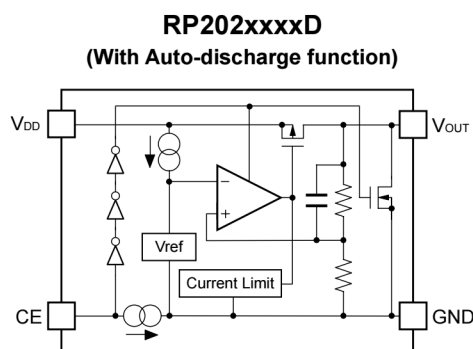 RP202xxxxD
(With Auto-discharge function)
VDD
VOUT
−
+
Vref
Current Limit
CE
GND